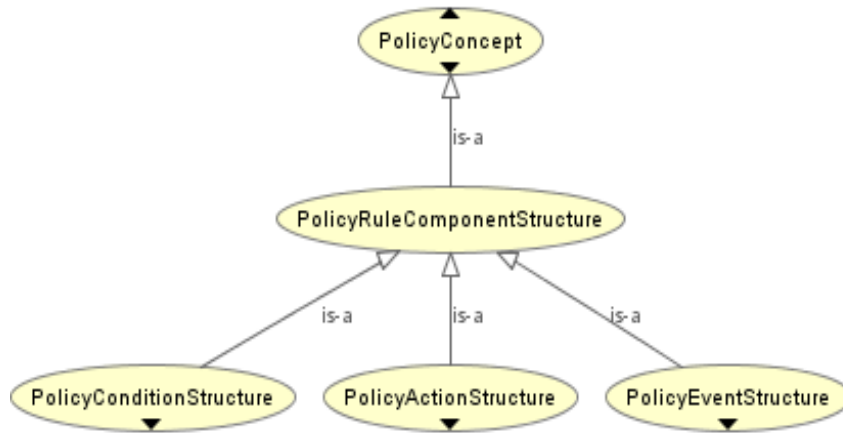 PolicyConcept
is-a
PolicyRuleComponentStructure
is-a
is-a
is-a
PolicyConditionStructure
PolicyActionStructure
PolicyEventStructure